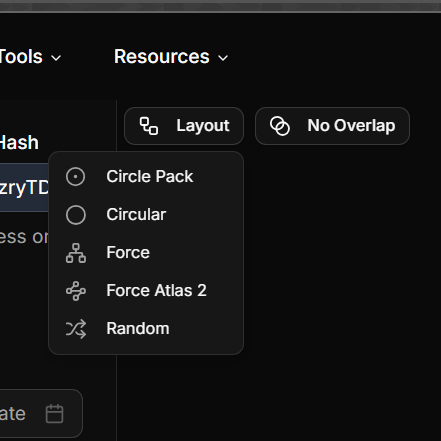 Tools
Resources
Layout
No Overlap
Hash
Circle Pack
zryTD
Circular
ess or
Force
Force Atlas 2
Random
ate